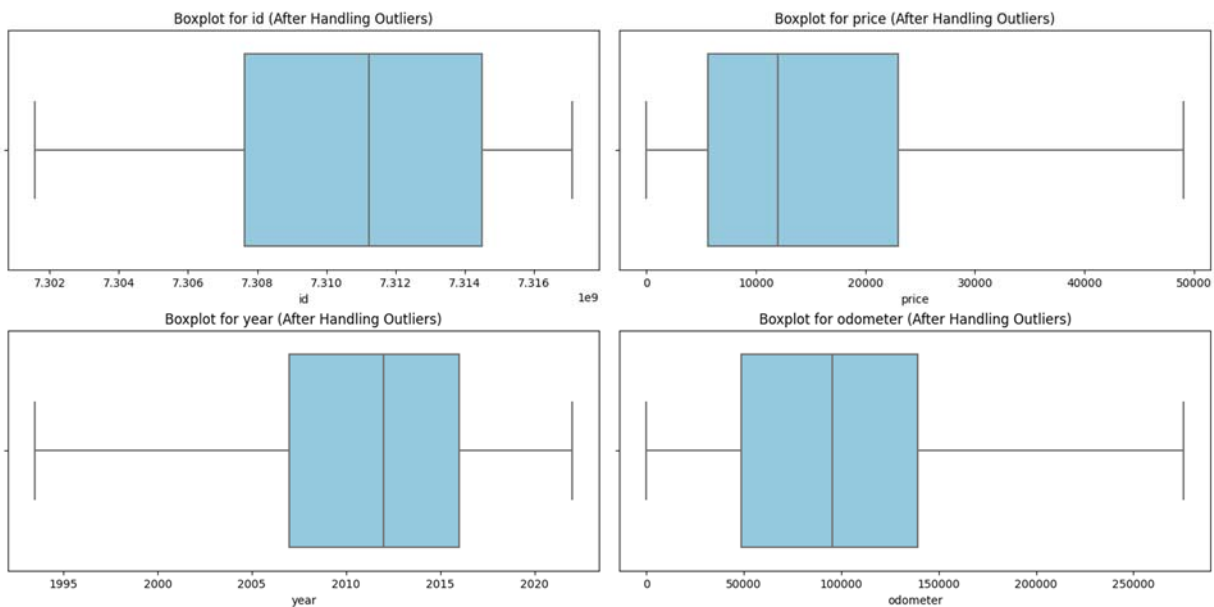 Boxplot for id (After Handling Outliers)
7.302 7.304 7.306 7.308 7.310 7.312 7.314 7.316
1e9
id
Boxplot for price (After Handling Outliers)
0 10000 20000 30000 40000 50000
price
Boxplot for year (After Handling Outliers)
1995 2000 2005 2010 2015 2020
year
Boxplot for odometer (After Handling Outliers)
0 50000 100000 150000 200000 250000
odometer